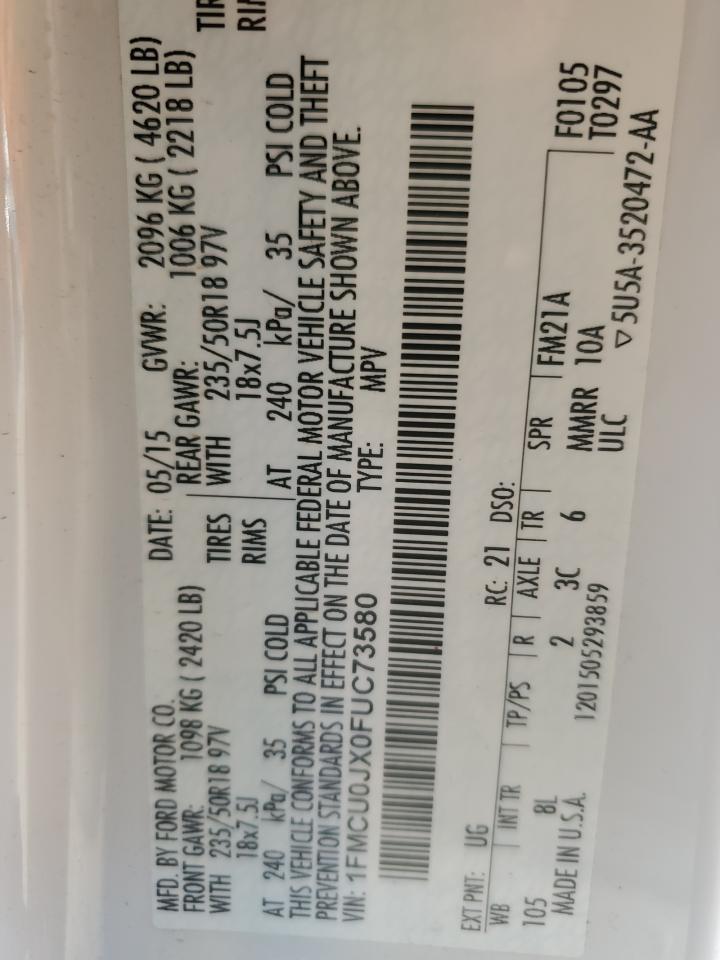 MFD. BY FORD MOTOR CO.
DATE: 05/15 GVWR: 2096 KG ( 4620 LB)
FRONT GAWR: 1098 KG ( 2420 LB) REAR GAWR: 1006 KG ( 2218 LB)
WITH 235/50R18 97V TIRES WITH 235/50R18 97V TIR
18x7.5J RIMS 18x7.5J RI
AT 240 kPa/ 35 PSI COLD AT 240 kPa/ 35 PSI COLD
THIS VEHICLE CONFORMS TO ALL APPLICABLE FEDERAL MOTOR VEHICLE SAFETY AND THEFT
PREVENTION STANDARDS IN EFFECT ON THE DATE OF MANUFACTURE SHOWN ABOVE.
VIN: 1FMCU0JX0FUC73580 TYPE: MPV
EXT PNT: UG RC: 21 DSO: F0105
WB INT TR TP/PS R AXLE TR SPR FM21A T0297
105 8L 2 3C 6 MMRR 10A
MADE IN U.S.A. 1201505293859 ULC ▽ 5U5A-3520472-AA